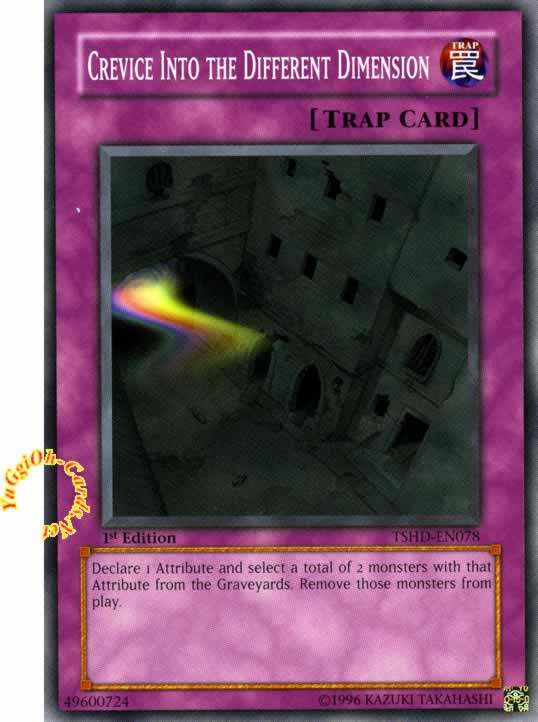 CREVICE INTO THE DIFFERENT DIMENSION
TRAP
罠
[TRAP CARD]
YuGgiOh-Cards.Net
1st Edition
TSHD-EN078
Declare 1 Attribute and select a total of 2 monsters with that
Attribute from the Graveyards. Remove those monsters from
play.
49600724
©1996 KAZUKI TAKAHASHI